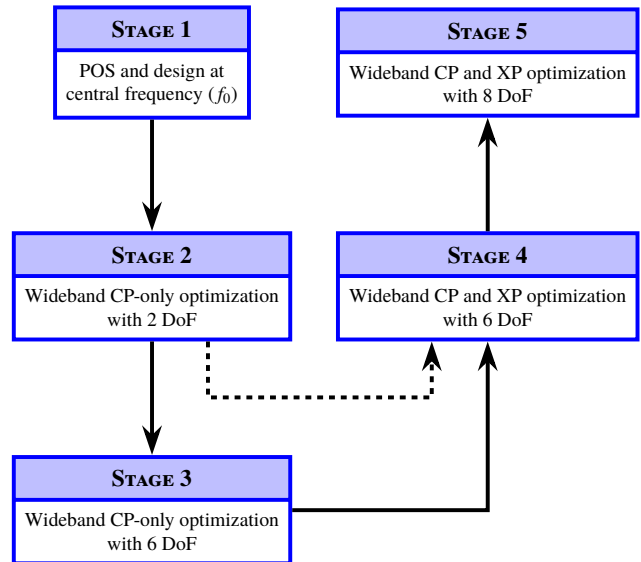 STAGE 1
POS and design at
central frequency (f₀)
STAGE 2
Wideband CP-only optimization
with 2 DoF
STAGE 3
Wideband CP-only optimization
with 6 DoF
STAGE 4
Wideband CP and XP optimization
with 6 DoF
STAGE 5
Wideband CP and XP optimization
with 8 DoF